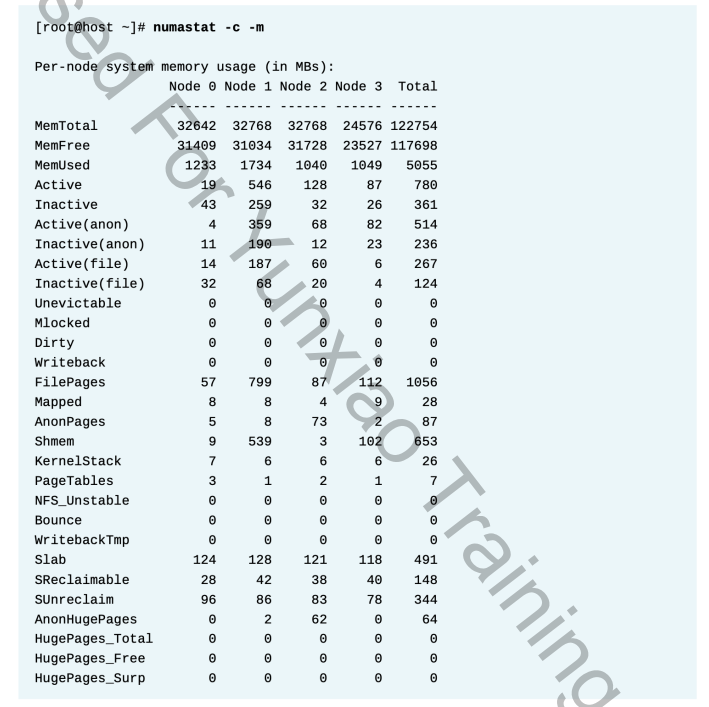 [root@host ~]# numastat -c -m
Per-node system memory usage (in MBs):
Node 0 Node 1 Node 2 Node 3 Total
------ ------ ------ ------ ------
MemTotal 32642 32768 32768 24576 122754
MemFree 31409 31034 31728 23527 117698
MemUsed 1233 1734 1040 1049 5055
Active 19 546 128 87 780
Inactive 43 259 32 26 361
Active(anon) 4 359 68 82 514
Inactive(anon) 11 190 12 23 236
Active(file) 14 187 60 6 267
Inactive(file) 32 68 20 4 124
Unevictable 0 0 0 0 0
Mlocked 0 0 0 0 0
Dirty 0 0 0 0 0
Writeback 0 0 0 0 0
FilePages 57 799 87 112 1056
Mapped 8 8 4 9 28
AnonPages 5 8 73 2 87
Shmem 9 539 3 102 653
KernelStack 7 6 6 6 26
PageTables 3 1 2 1 7
NFS_Unstable 0 0 0 0 0
Bounce 0 0 0 0 0
WritebackTmp 0 0 0 0 0
Slab 124 128 121 118 491
SReclaimable 28 42 38 40 148
SUnreclaim 96 86 83 78 344
AnonHugePages 0 2 62 0 64
HugePages_Total 0 0 0 0 0
HugePages_Free 0 0 0 0 0
HugePages_Surp 0 0 0 0 0
sed For Yunxiao Training